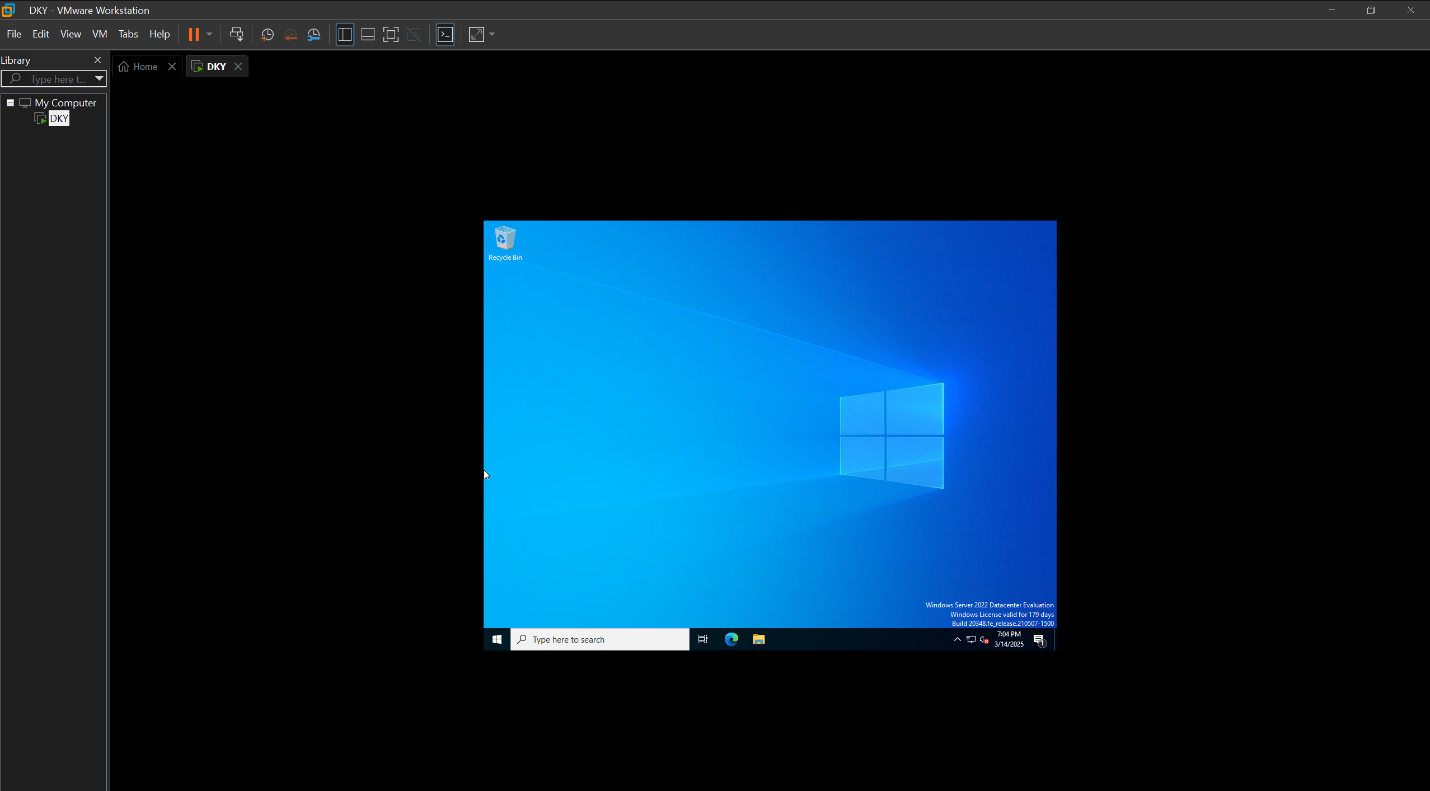 DKY - VMware Workstation
File Edit View VM Tabs Help
Library
Type here t...
Home
DKY
My Computer
DKY
Recycle Bin
Windows Server 2022 Datacenter Evaluation
Windows License valid for 179 days
Build 20348.fe_release.210507-1500
Type here to search
7:04 PM
3/14/2025
1